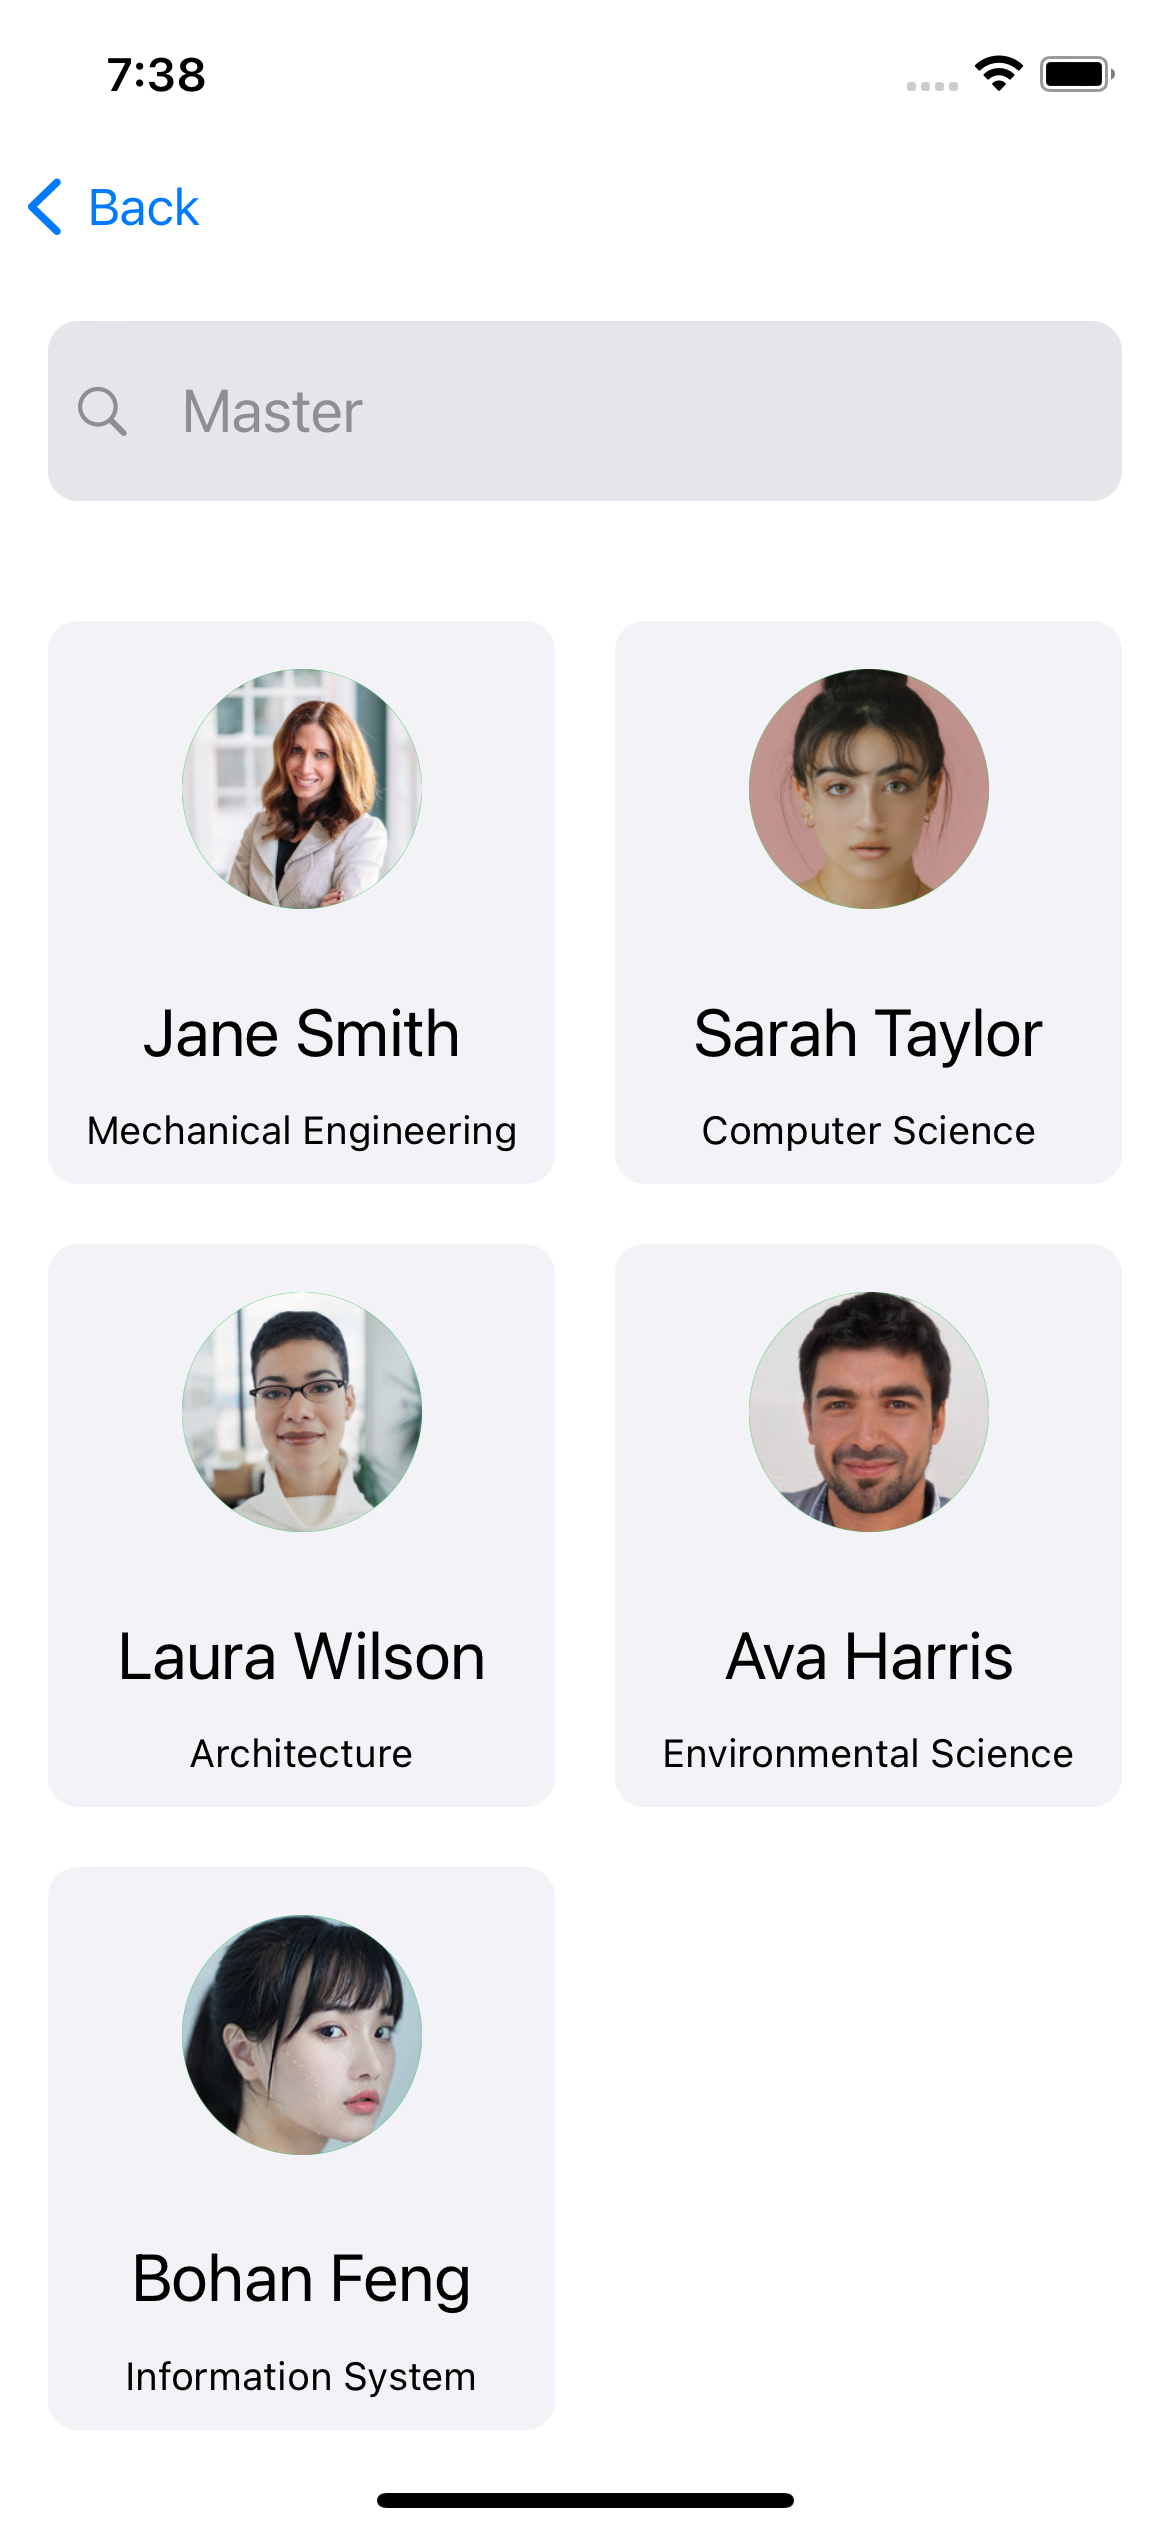 7:38
Back
Master
Jane Smith
Mechanical Engineering
Sarah Taylor
Computer Science
Laura Wilson
Architecture
Ava Harris
Environmental Science
Bohan Feng
Information System